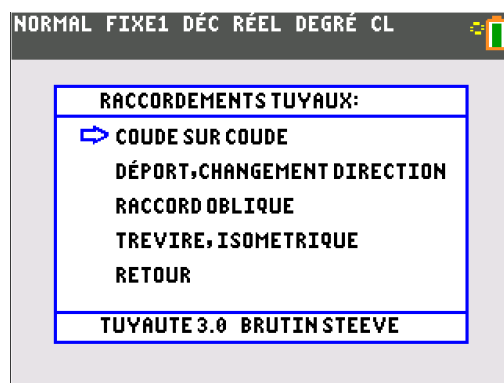 NORMAL FIXE1 DÉC RÉEL DEGRÉ CL
RACCORDEMENTS TUYAUX:
COUDE SUR COUDE
DÉPORT,CHANGEMENT DIRECTION
RACCORD OBLIQUE
TREVIRE,ISOMETRIQUE
RETOUR
TUYAUTE 3.0 BRUTIN STEEVE